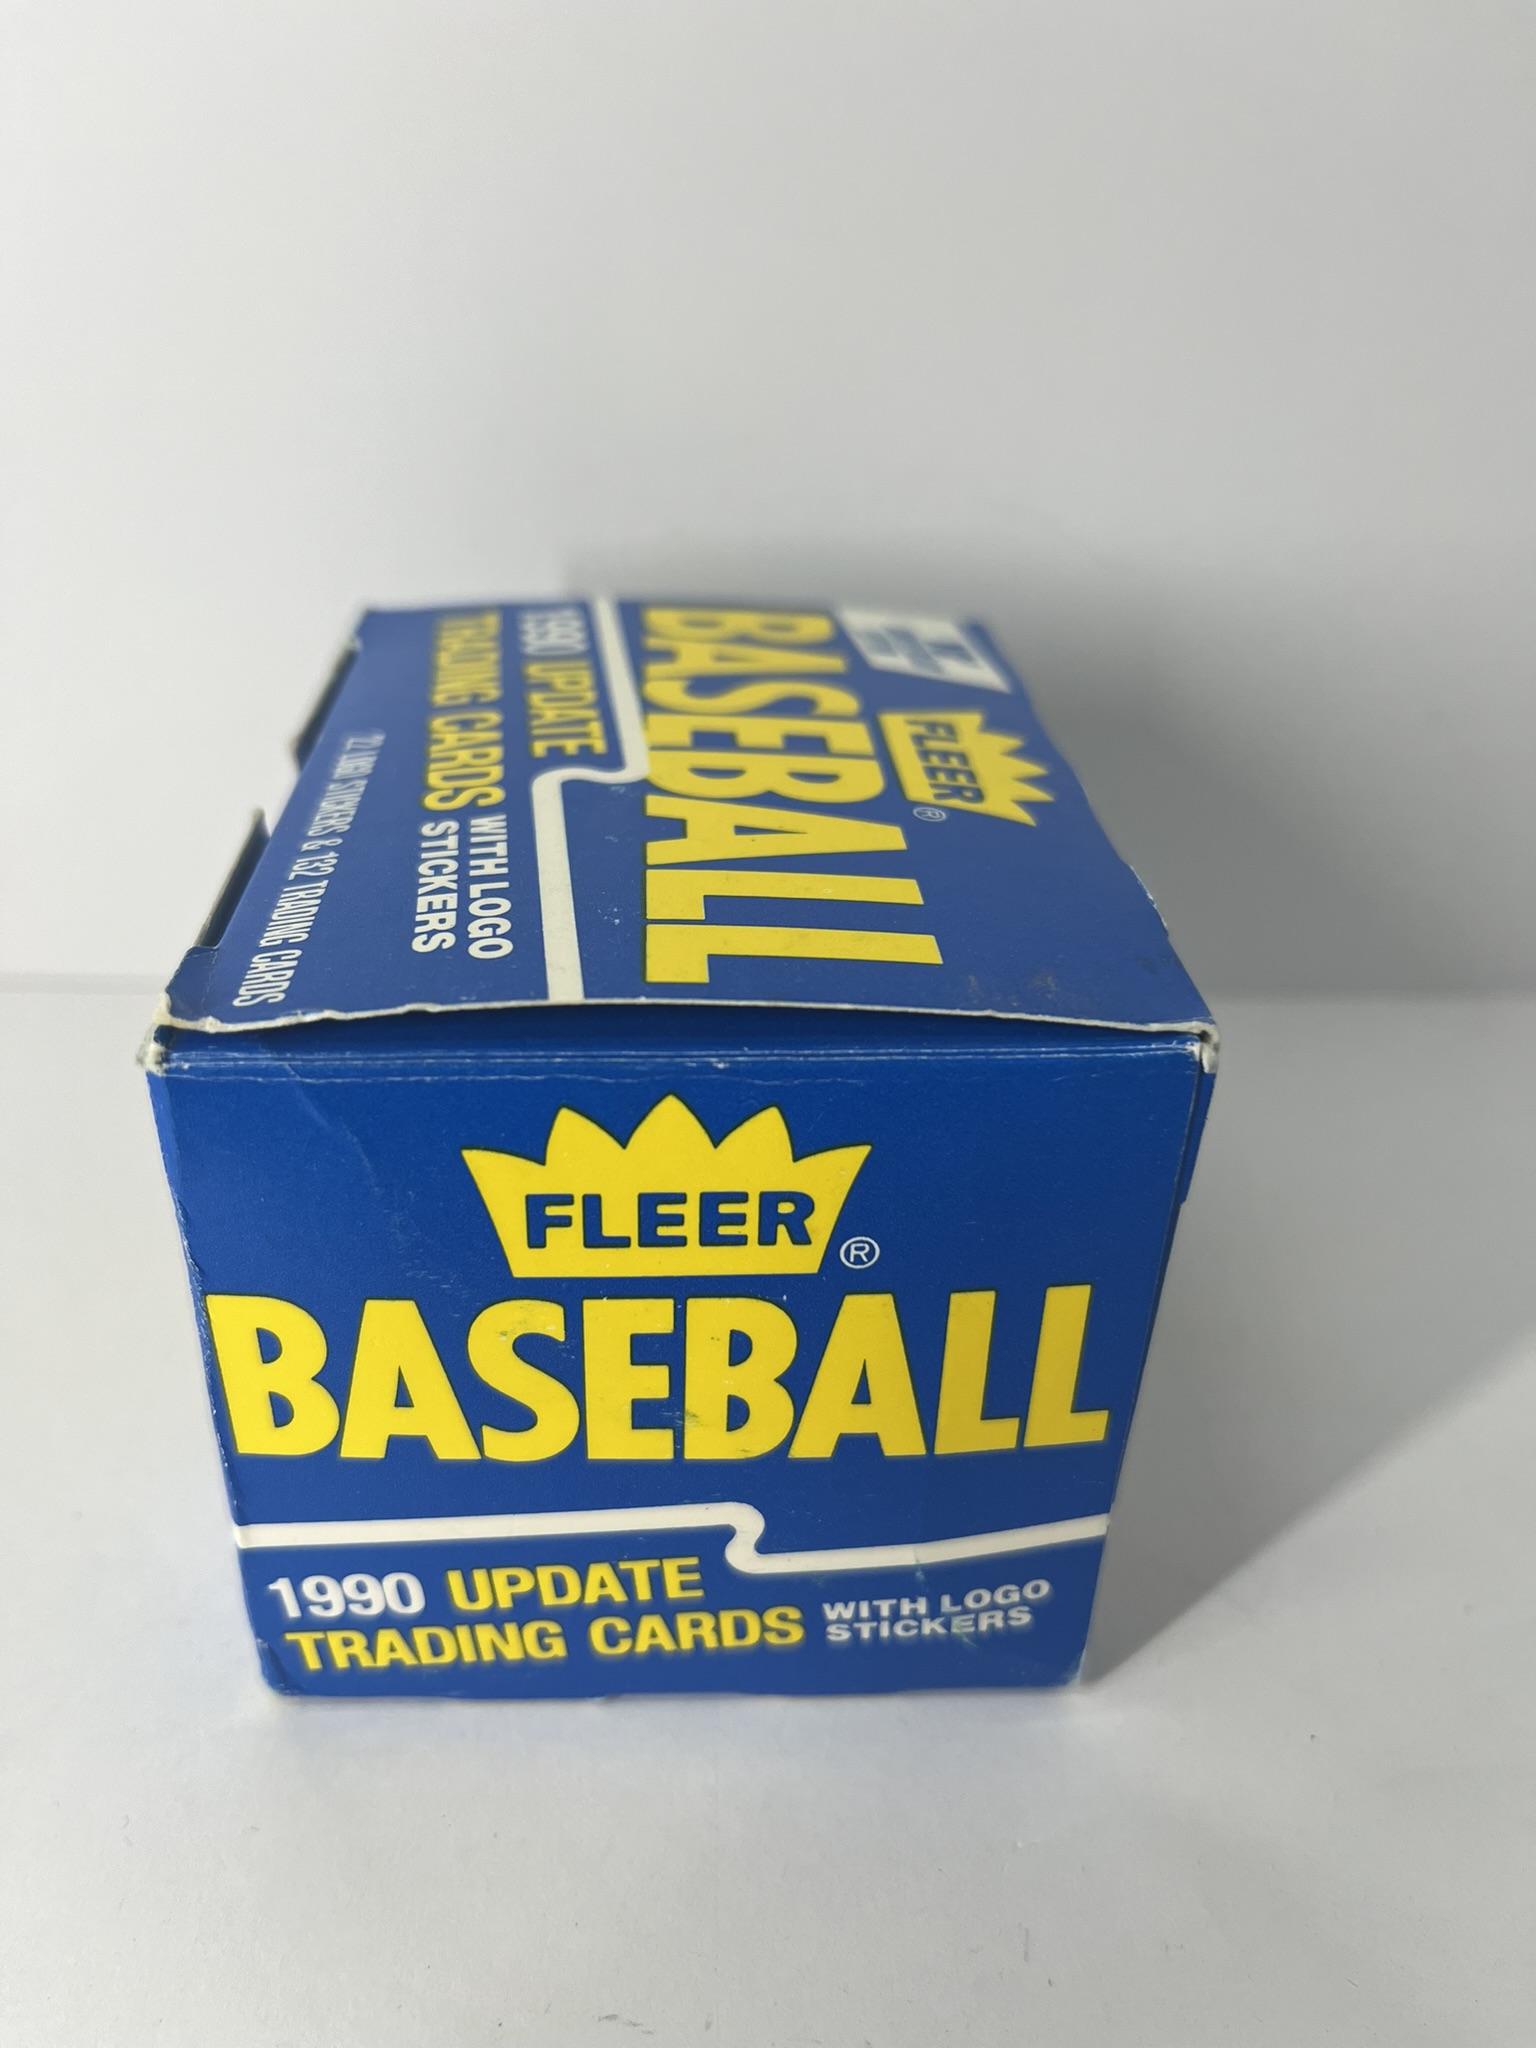 FLEER®
BASEBALL
1990 UPDATE
TRADING CARDS WITH LOGO
STICKERS
22 LOGO STICKERS & 132 TRADING CARDS
FLEER®
BASEBALL
1990 UPDATE
TRADING CARDS WITH LOGO
STICKERS